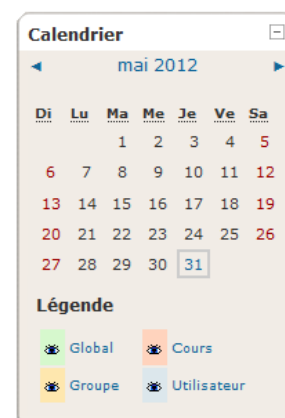 Calendrier
◄ mai 2012 ►
Di Lu Ma Me Je Ve Sa
1 2 3 4 5
6 7 8 9 10 11 12
13 14 15 16 17 18 19
20 21 22 23 24 25 26
27 28 29 30 31
Légende
Global Cours
Groupe Utilisateur